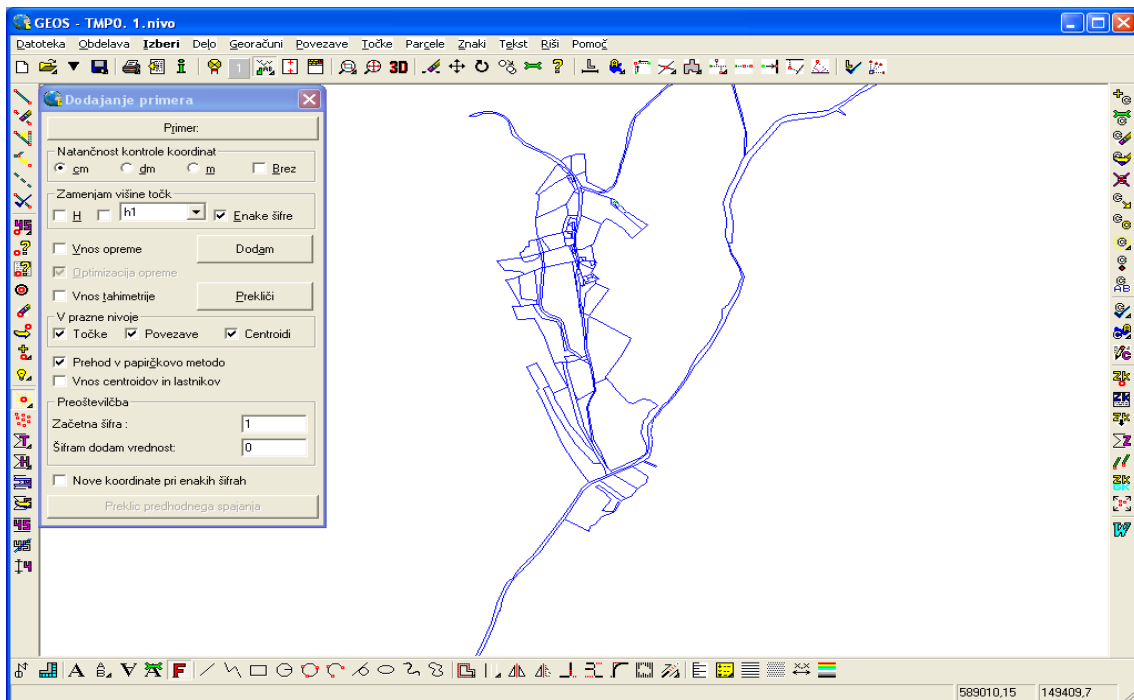 GEOS - TMP0. 1.nivo
Datoteka Obdelava Izberi Delo Georačuni Povezave Točke Parcele Znaki Tekst Riši Pomoč
1 3D
Dodajanje primera
Primer:
Natančnost kontrole koordinat
cm dm m Brez
Zamenjam višine točk
H h1 Enake šifre
Vnos opreme Dodam
Optimizacija opreme
Vnos tahimetrije Prekliči
V prazne nivoje
Točke Povezave Centroidi
Prehod v papirčkovo metodo
Vnos centroidov in lastnikov
Preoštevilčba
Začetna šifra : 1
Šifram dodam vrednost: 0
Nove koordinate pri enakih šifrah
Preklic predhodnega spajanja
589010,15 149409,7